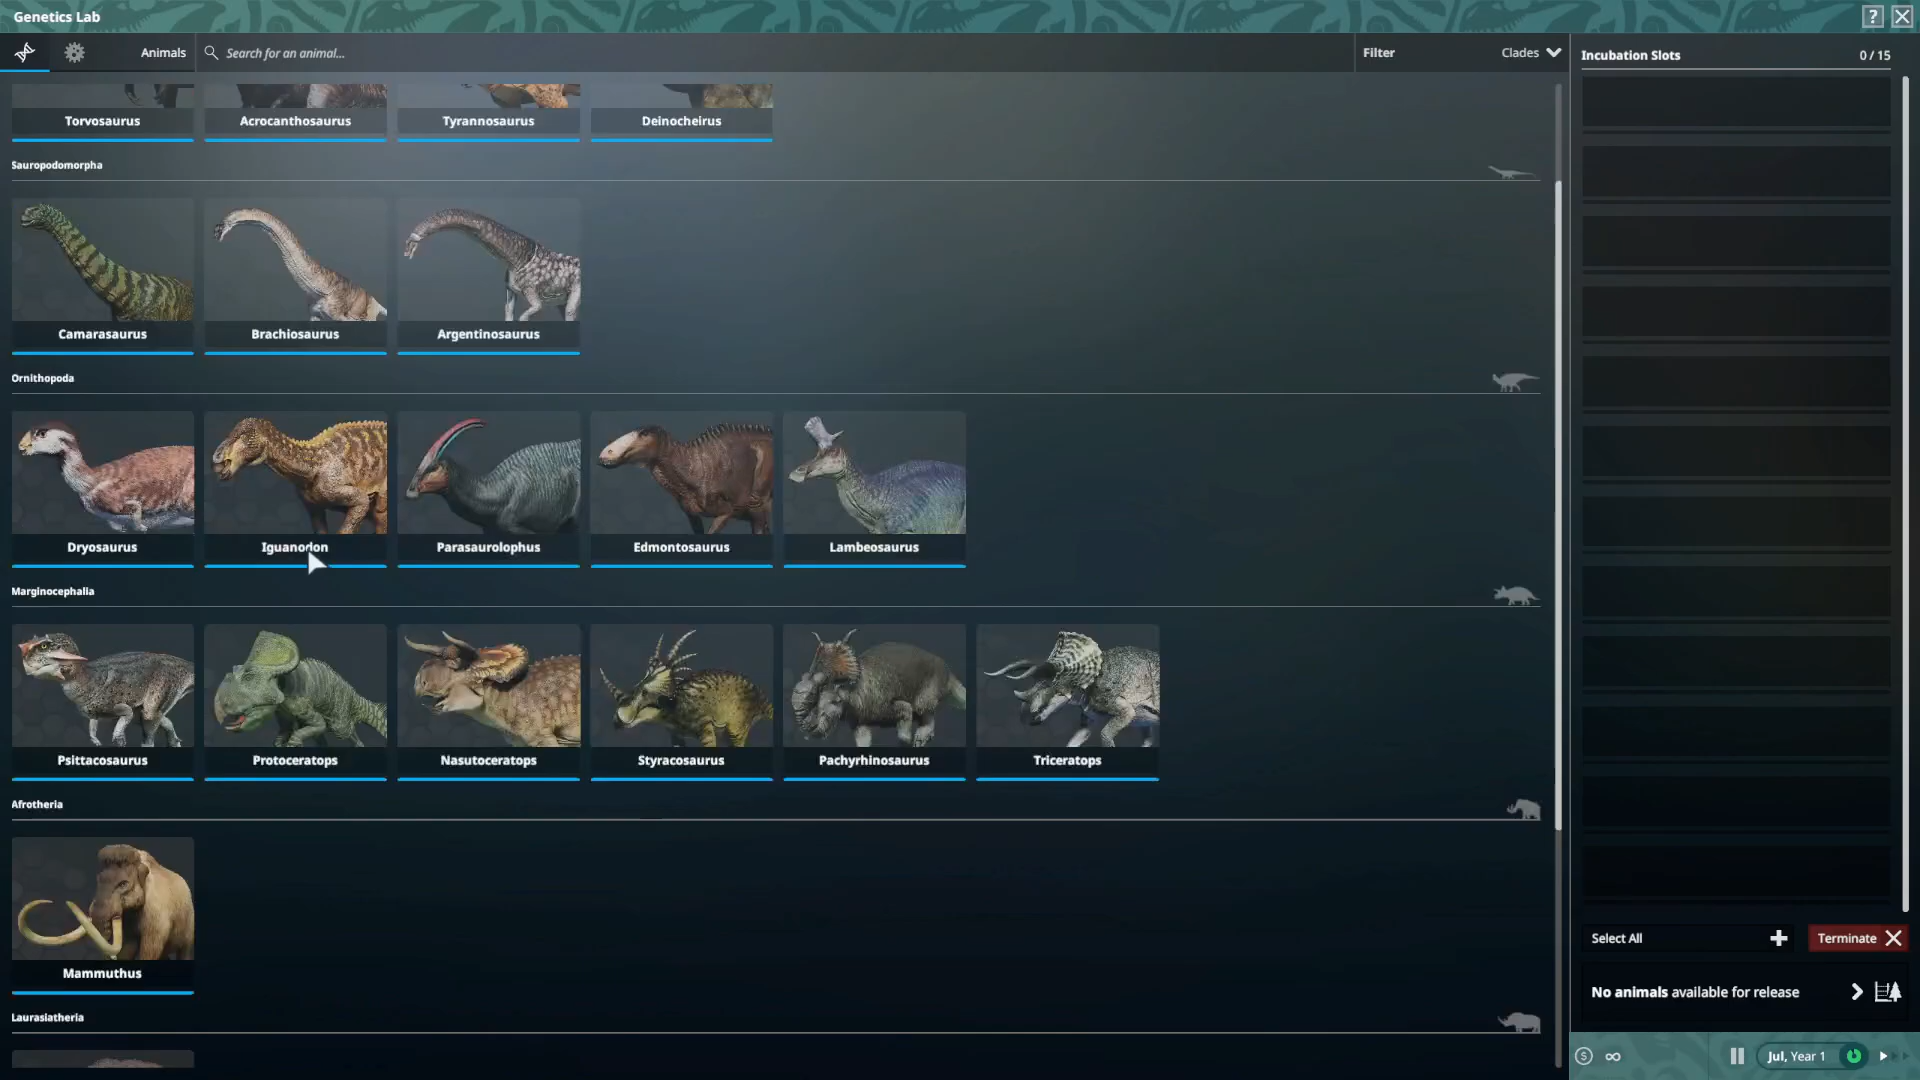 Genetics Lab
?
Animals
Search for an animal...
Filter
Clades
Incubation Slots
0 / 15
Torvosaurus
Acrocanthosaurus
Tyrannosaurus
Deinocheirus
Sauropodomorpha
Camarasaurus
Brachiosaurus
Argentinosaurus
Ornithopoda
Dryosaurus
Iguanodon
Parasaurolophus
Edmontosaurus
Lambeosaurus
Marginocephalia
Psittacosaurus
Protoceratops
Nasutoceratops
Styracosaurus
Pachyrhinosaurus
Triceratops
Afrotheria
Mammuthus
Laurasiatheria
Select All
Terminate
No animals available for release
$ ∞
Jul, Year 1